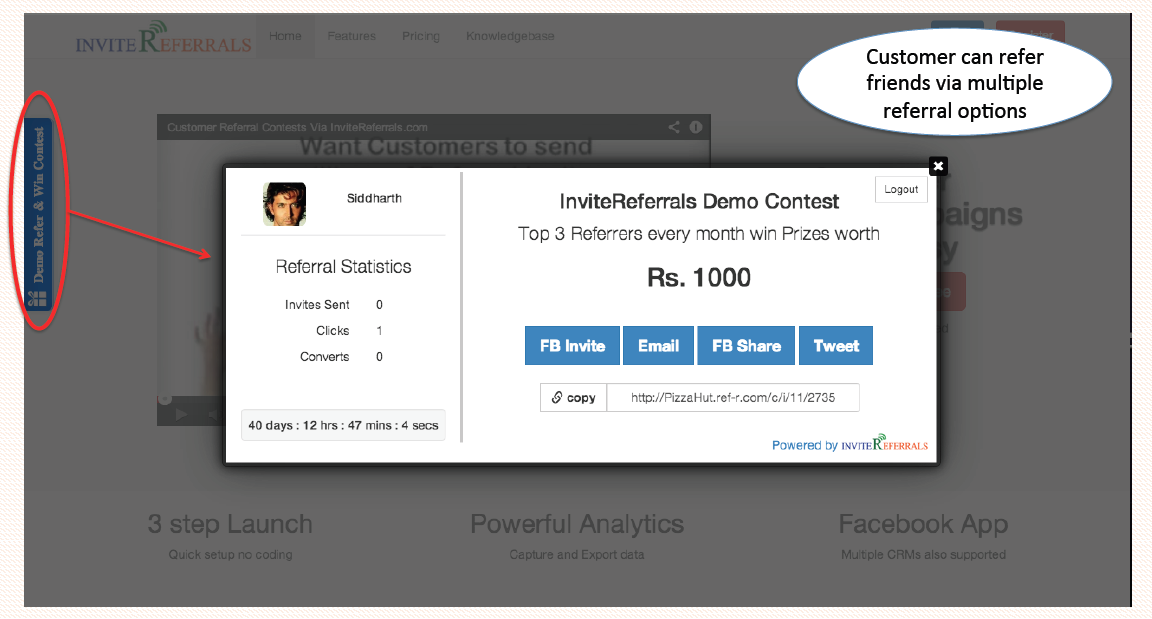 INVITEREFERRALS
Home
Features
Pricing
Knowledgebase
Customer can refer
friends via multiple
referral options
Demo Refer & Win Contest
Customer Referral Contests Via InviteReferrals.com
Want Customers to send
Siddharth
Referral Statistics
Invites Sent 0
Clicks 1
Converts 0
40 days : 12 hrs : 47 mins : 4 secs
Logout
InviteReferrals Demo Contest
Top 3 Referrers every month win Prizes worth
Rs. 1000
FB Invite
Email
FB Share
Tweet
copy
http://PizzaHut.ref-r.com/c/i/11/2735
Powered by INVITEREFERRALS
3 step Launch
Quick setup no coding
Powerful Analytics
Capture and Export data
Facebook App
Multiple CRMs also supported